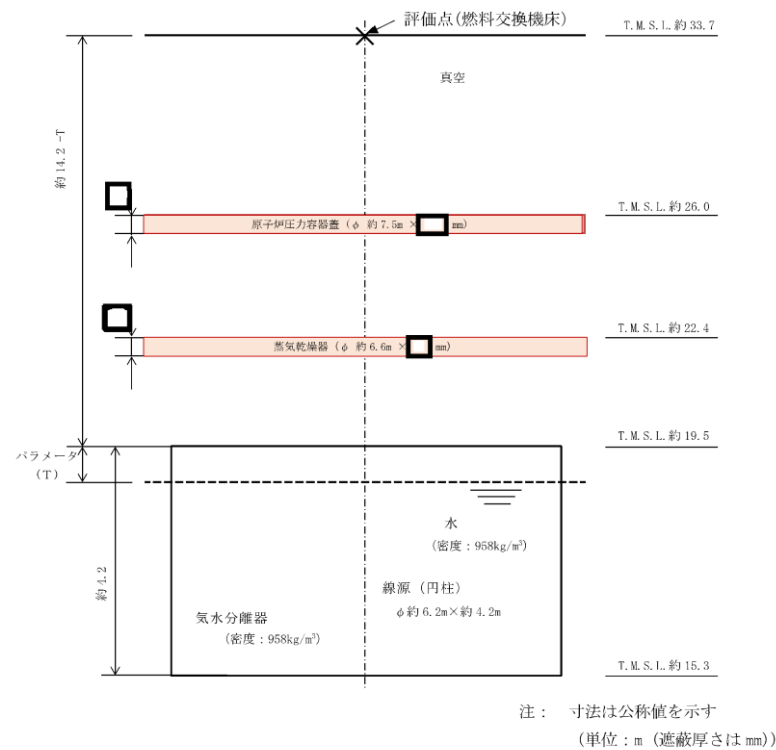 評価点(燃料交換機床)
T.M.S.L.約33.7
真空
約14.2 -T
T.M.S.L.約26.0
原子炉圧力容器蓋 (φ 約7.5m × mm)
T.M.S.L.約22.4
蒸気乾燥器 (φ 約6.6m × mm)
T.M.S.L.約19.5
パラメータ
(T)
水
(密度：958kg/m³)
約4.2
線源 (円柱)
φ約6.2m×約4.2m
気水分離器
(密度：958kg/m³)
T.M.S.L.約15.3
注： 寸法は公称値を示す
(単位：m (遮蔽厚さはmm))